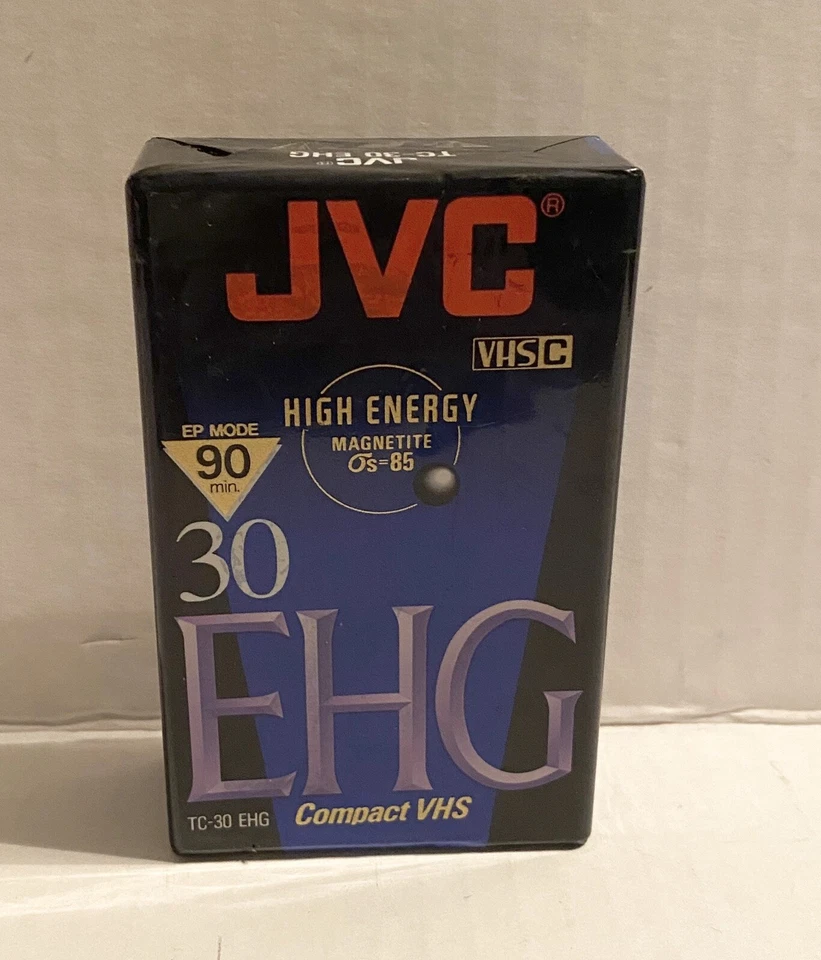 JVC®
TC-30 EHG
JVC®
VHS C
HIGH ENERGY
MAGNETITE
σs=85
EP MODE
90
min.
30
EHG
TC-30 EHG
Compact VHS